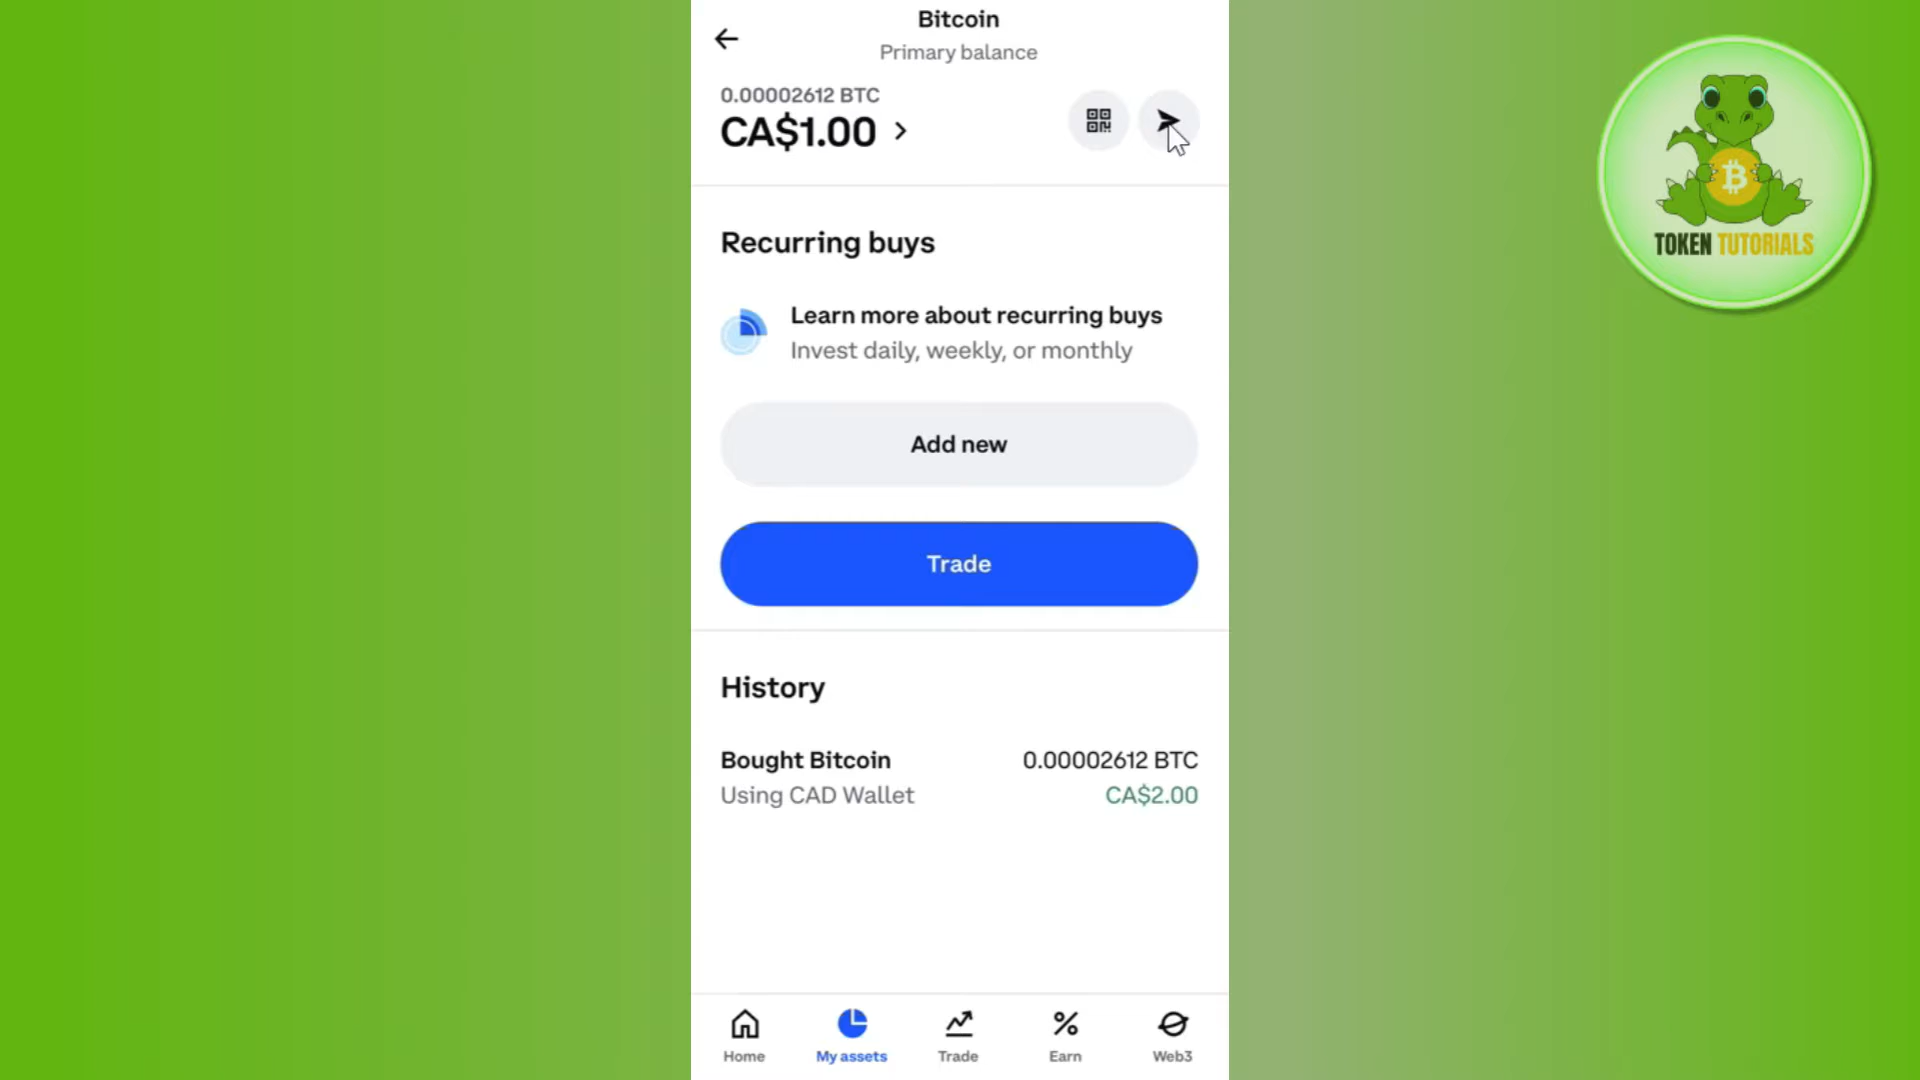 Bitcoin
Primary balance
0.00002612 BTC
CA$1.00
Recurring buys
Learn more about recurring buys
Invest daily, weekly, or monthly
Add new
Trade
History
Bought Bitcoin 0.00002612 BTC
Using CAD Wallet CA$2.00
Home My assets Trade Earn Web3
TOKEN TUTORIALS